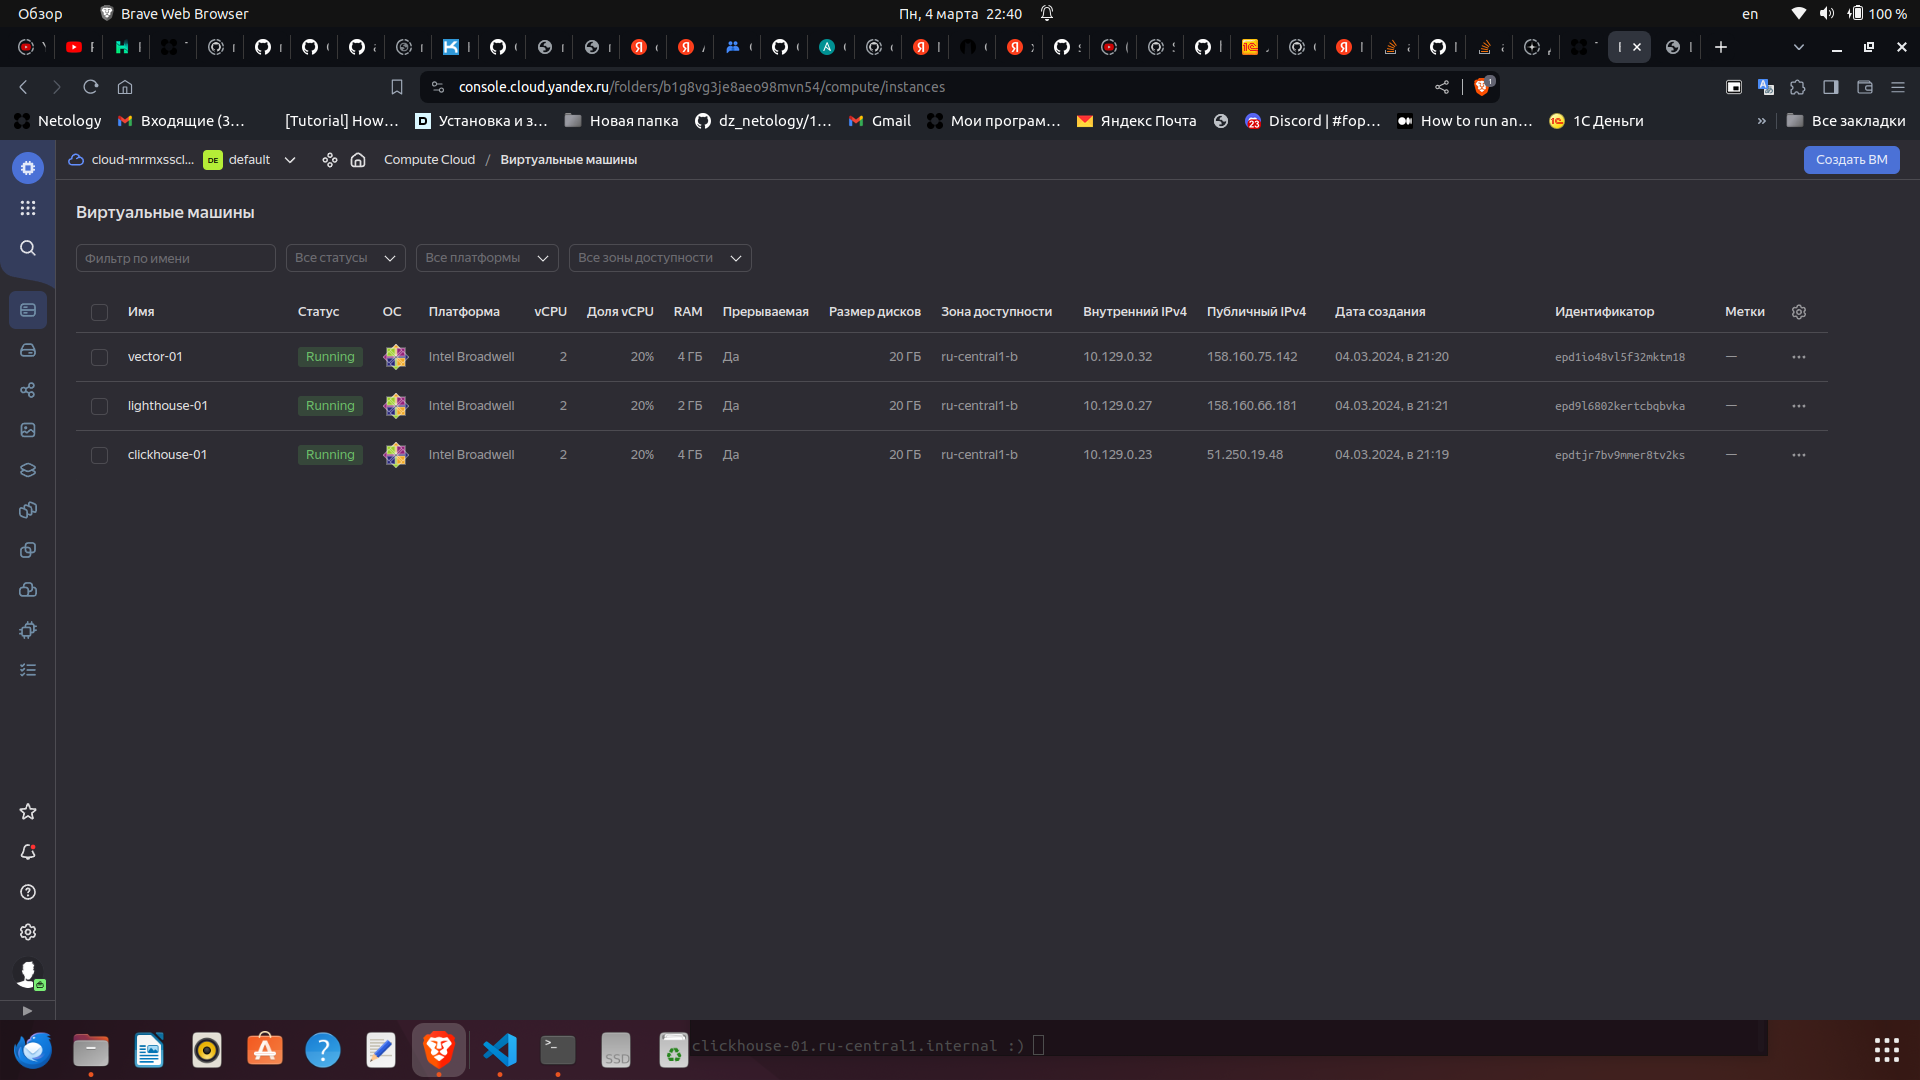 Обзор Brave Web Browser Пн, 4 марта 22:40 en 100 %
console.cloud.yandex.ru/folders/b1g8vg3je8aeo98mvn54/compute/instances 1
Netology Входящие (3… [Tutorial] How… Установка и з… Новая папка dz_netology/1… Gmail Мои програм… Яндекс Почта Discord | #fop… How to run an… 1С Деньги » Все закладки
cloud-mrmxsscl... DE default Compute Cloud / Виртуальные машины Создать ВМ
Виртуальные машины
Фильтр по имени Все статусы Все платформы Все зоны доступности
Имя Статус ОС Платформа vCPU Доля vCPU RAM Прерываемая Размер дисков Зона доступности Внутренний IPv4 Публичный IPv4 Дата создания Идентификатор Метки
vector-01 Running Intel Broadwell 2 20% 4 ГБ Да 20 ГБ ru-central1-b 10.129.0.32 158.160.75.142 04.03.2024, в 21:20 epd1io48vl5f32mktm18 —
lighthouse-01 Running Intel Broadwell 2 20% 2 ГБ Да 20 ГБ ru-central1-b 10.129.0.27 158.160.66.181 04.03.2024, в 21:21 epd9l6802kertcbqbvka —
clickhouse-01 Running Intel Broadwell 2 20% 4 ГБ Да 20 ГБ ru-central1-b 10.129.0.23 51.250.19.48 04.03.2024, в 21:19 epdtjr7bv9mmer8tv2ks —
SSD clickhouse-01.ru-central1.internal :)